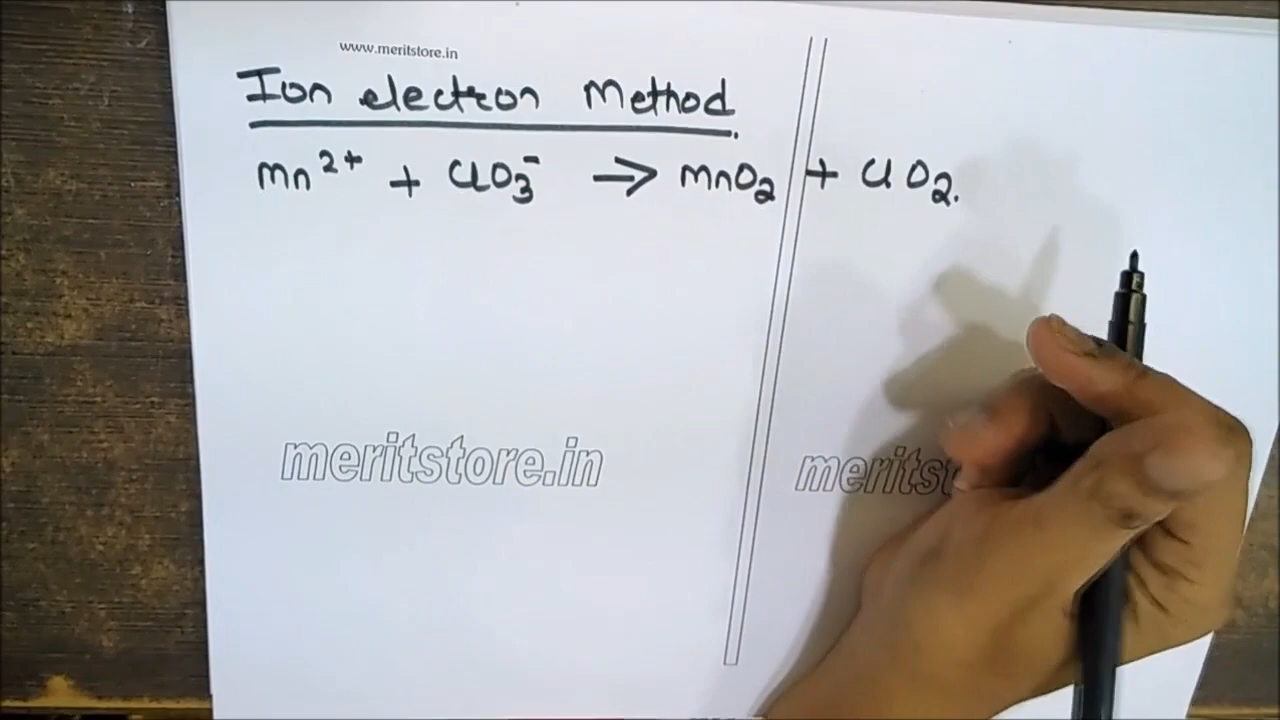 www.meritstore.in
Ion electron Method.
Mn²⁺ + ClO₃⁻ → MnO₂ + ClO₂.
meritstore.in
meritst